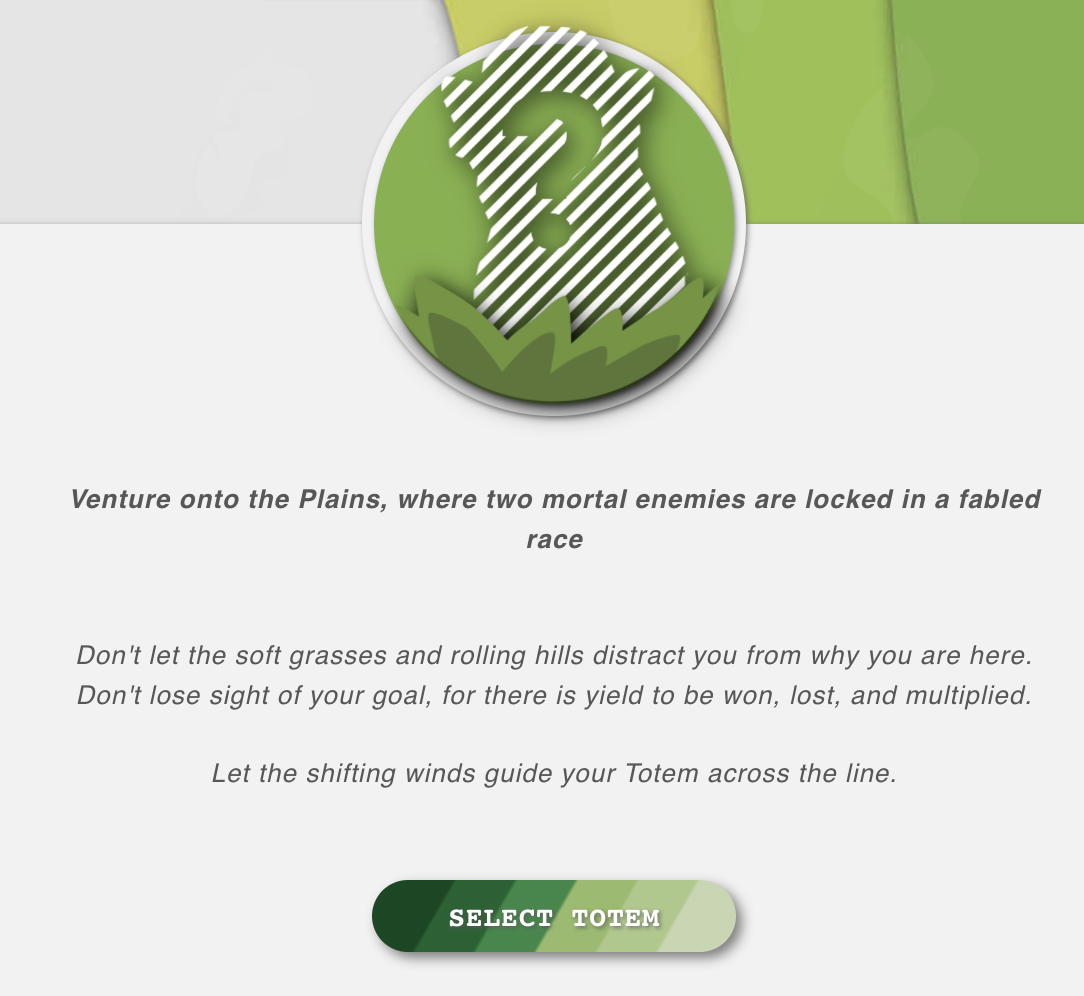 ?
Venture onto the Plains, where two mortal enemies are locked in a fabled
race
Don't let the soft grasses and rolling hills distract you from why you are here.
Don't lose sight of your goal, for there is yield to be won, lost, and multiplied.
Let the shifting winds guide your Totem across the line.
SELECT TOTEM